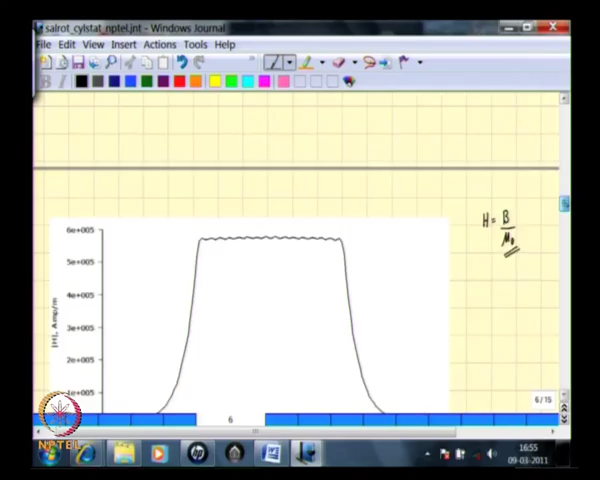 sairot_cylstat_nptel.jnt - Windows Journal
File Edit View Insert Actions Tools Help
B I
6e+005
5e+005
4e+005
3e+005
2e+005
1e+005
|H|, Amp/m
H = B
μ0
6/15
6
NPTEL
16:55
09-03-2011